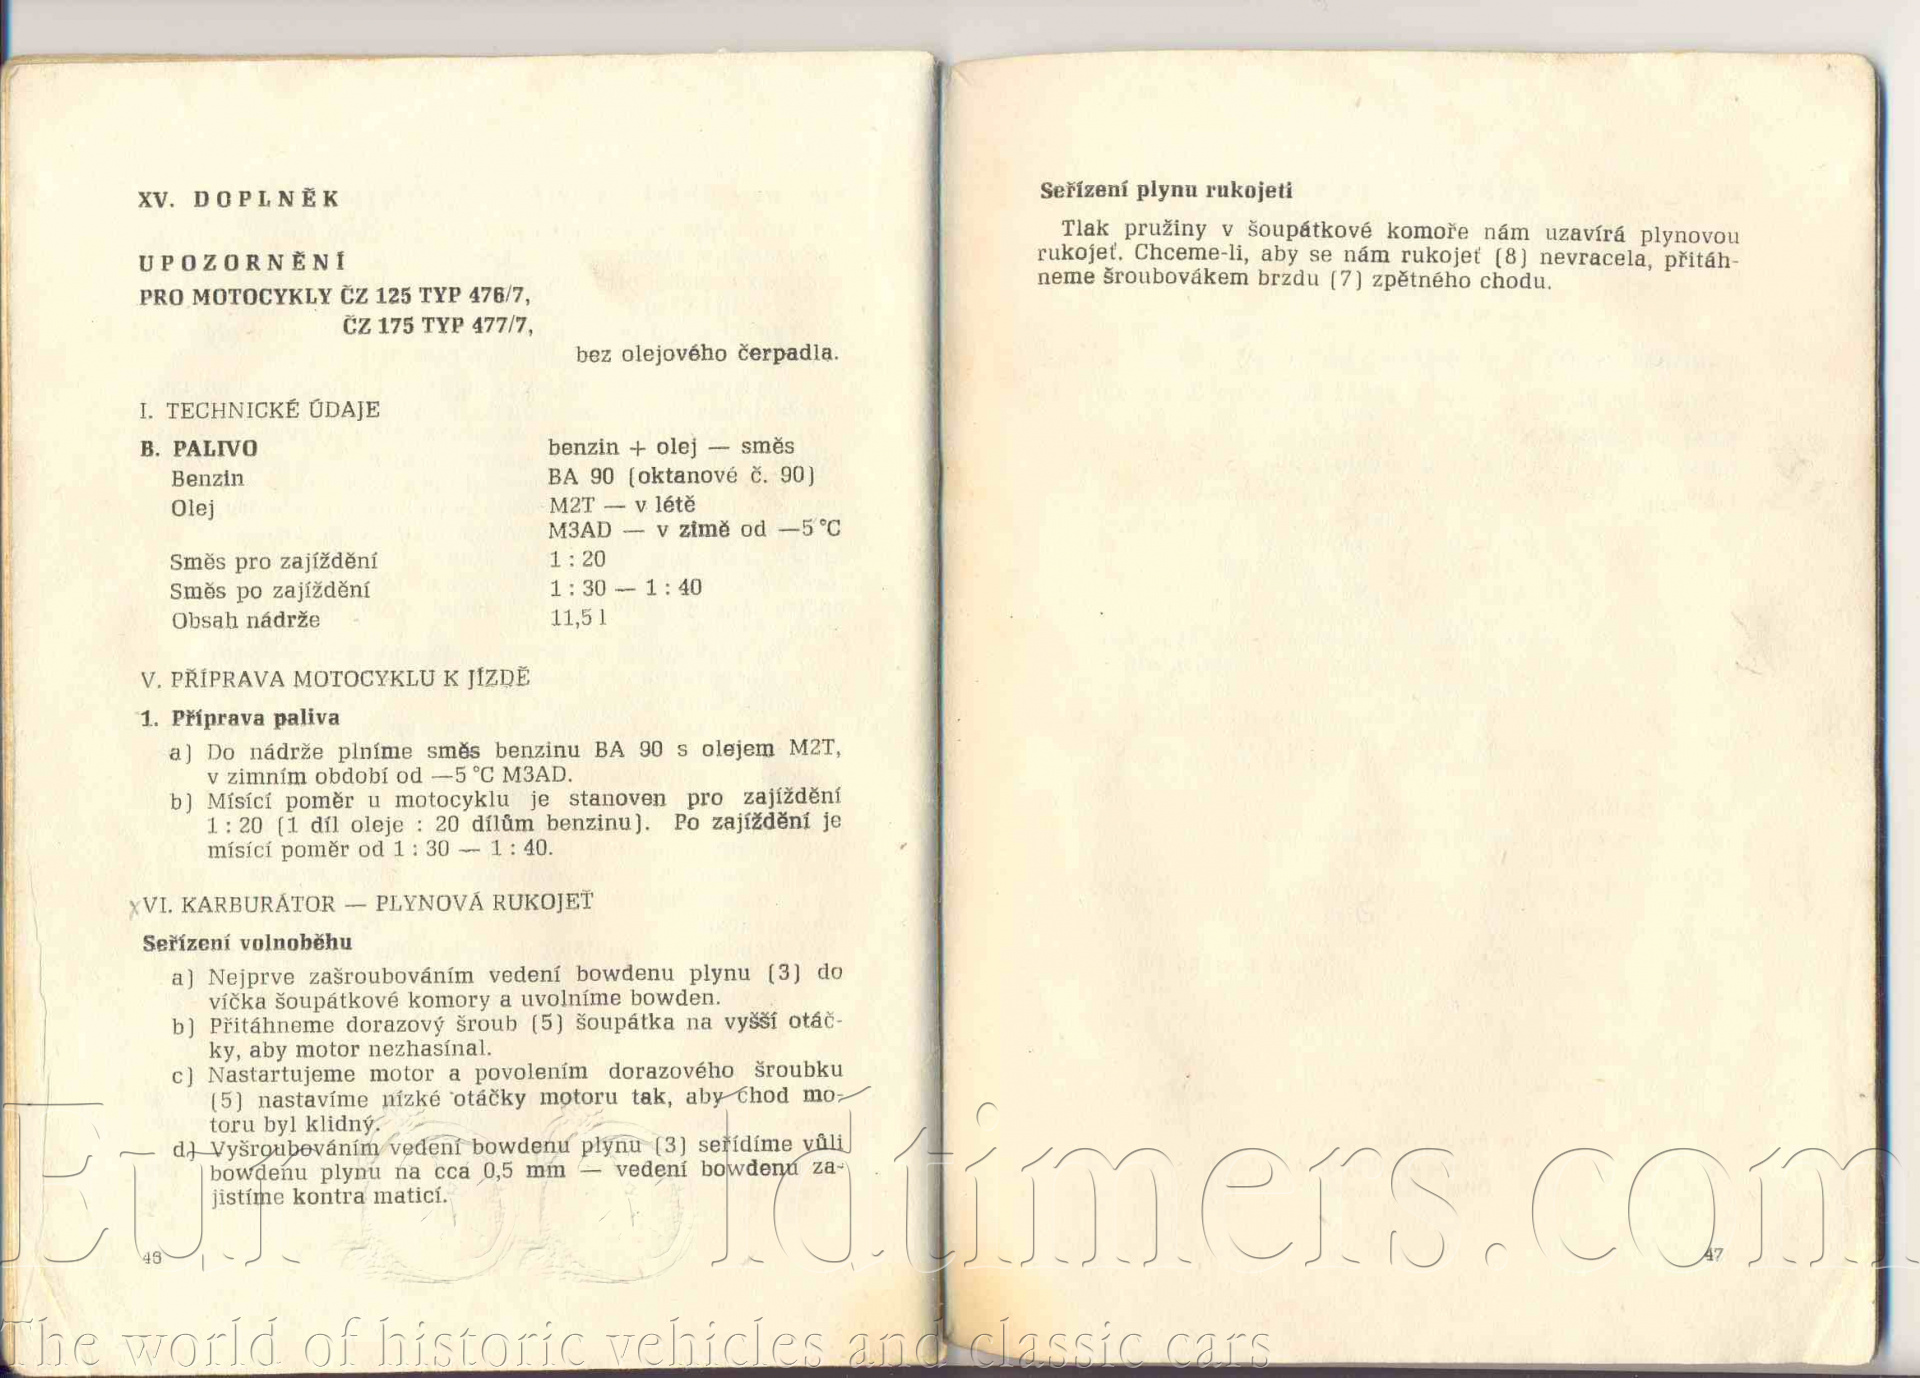 XV. DOPLNĚK
UPOZORNĚNÍ
PRO MOTOCYKLY ČZ 125 TYP 476/7,
ČZ 175 TYP 477/7,
bez olejového čerpadla.
I. TECHNICKÉ ÚDAJE
B. PALIVO benzin + olej — směs
Benzin BA 90 (oktanové č. 90)
Olej M2T — v létě
M3AD — v zimě od —5 °C
Směs pro zajíždění 1 : 20
Směs po zajíždění 1 : 30 — 1 : 40
Obsah nádrže 11,5 l
V. PŘÍPRAVA MOTOCYKLU K JÍZDĚ
1. Příprava paliva
a) Do nádrže plníme směs benzinu BA 90 s olejem M2T,
v zimním období od —5 °C M3AD.
b) Mísící poměr u motocyklu je stanoven pro zajíždění
1 : 20 (1 díl oleje : 20 dílům benzinu). Po zajíždění je
mísící poměr od 1 : 30 — 1 : 40.
XVI. KARBURÁTOR — PLYNOVÁ RUKOJEŤ
Seřízení volnoběhu
a) Nejprve zašroubováním vedení bowdenu plynu (3) do
víčka šoupátkové komory a uvolníme bowden.
b) Přitáhneme dorazový šroub (5) šoupátka na vyšší otáč-
ky, aby motor nezhasínal.
c) Nastartujeme motor a povolením dorazového šroubku
(5) nastavíme nízké otáčky motoru tak, aby chod mo-
toru byl klidný.
d) Vyšroubováním vedení bowdenu plynu (3) seřídíme vůli
bowdenu plynu na cca 0,5 mm — vedení bowdenu za-
jistíme kontra maticí.
46
Seřízení plynu rukojeti
Tlak pružiny v šoupátkové komoře nám uzavírá plynovou
rukojeť. Chceme-li, aby se nám rukojeť (8) nevracela, přitáh-
neme šroubovákem brzdu (7) zpětného chodu.
47
EurOOldtimers.com
The world of historic vehicles and classic cars